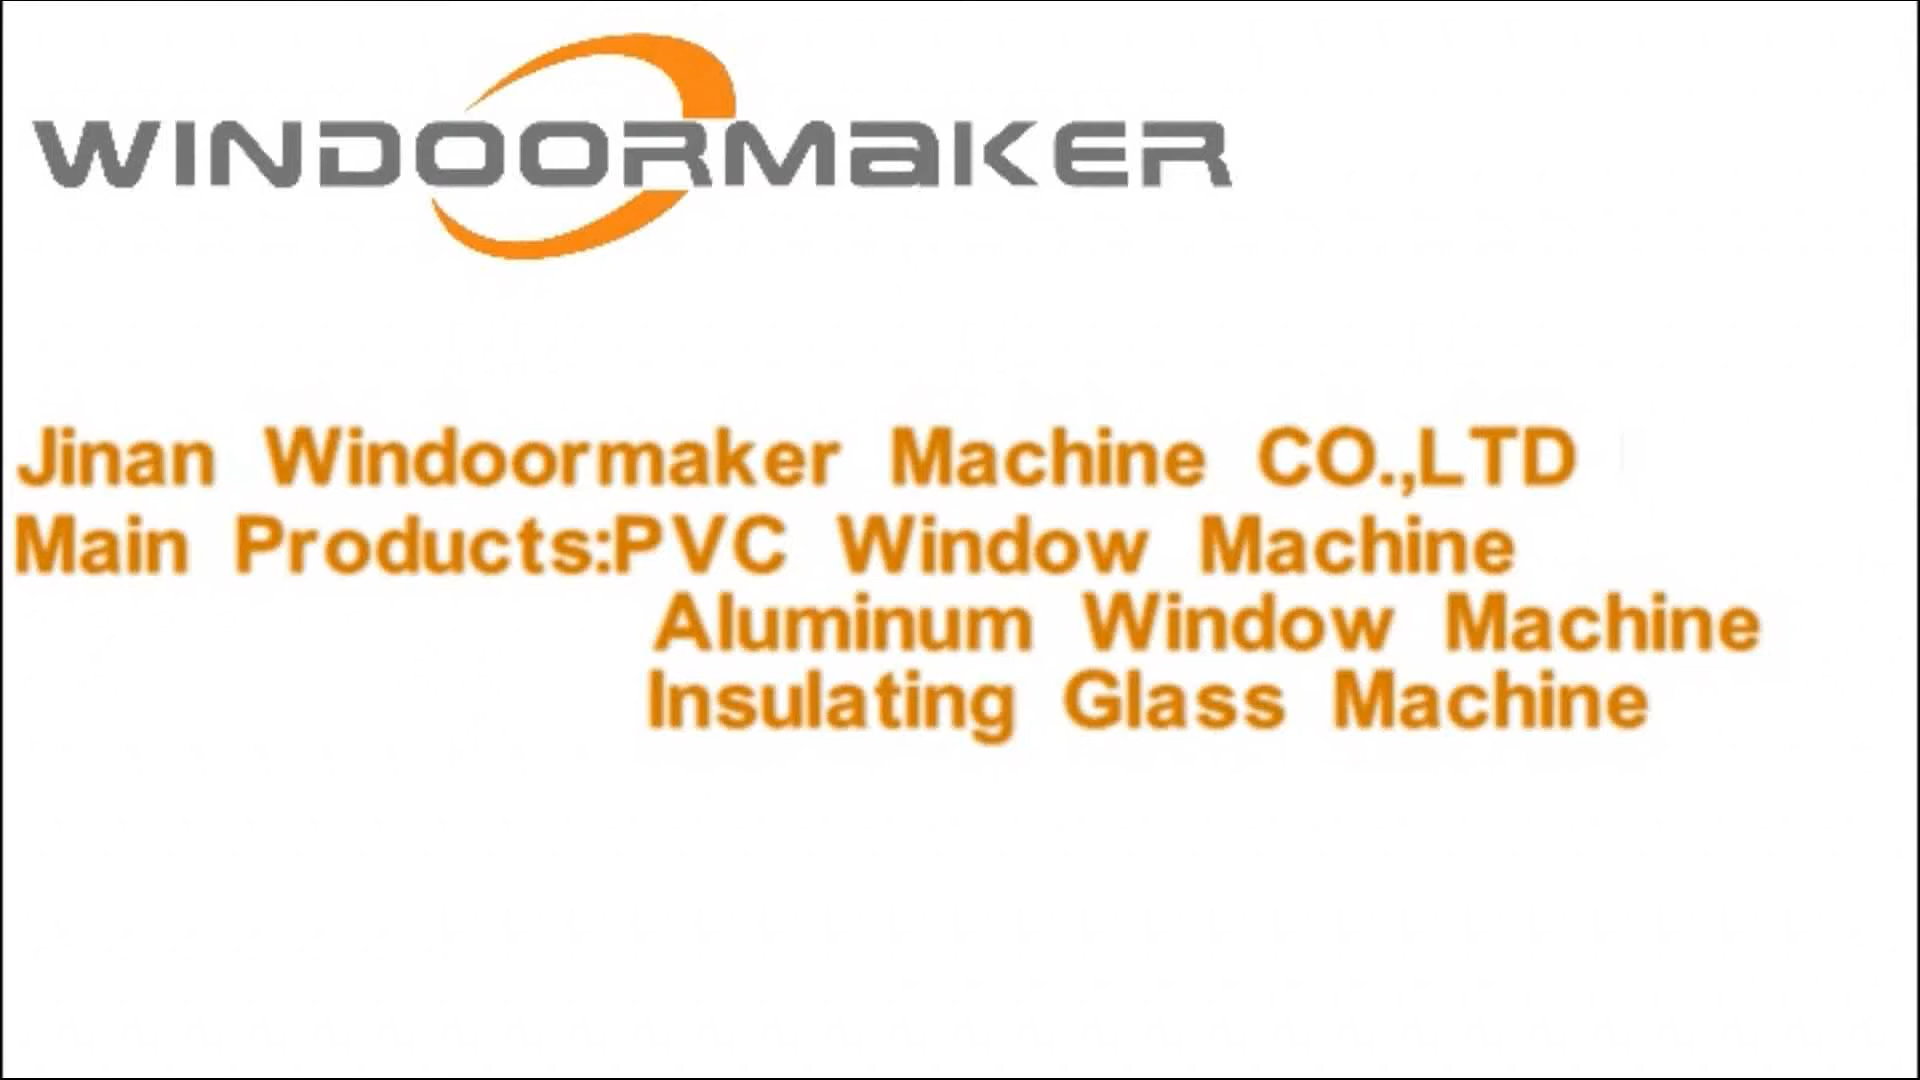 WINDOORMaKER
Jinan Windoormaker Machine CO.,LTD
Main Products:PVC Window Machine
Aluminum Window Machine
Insulating Glass Machine